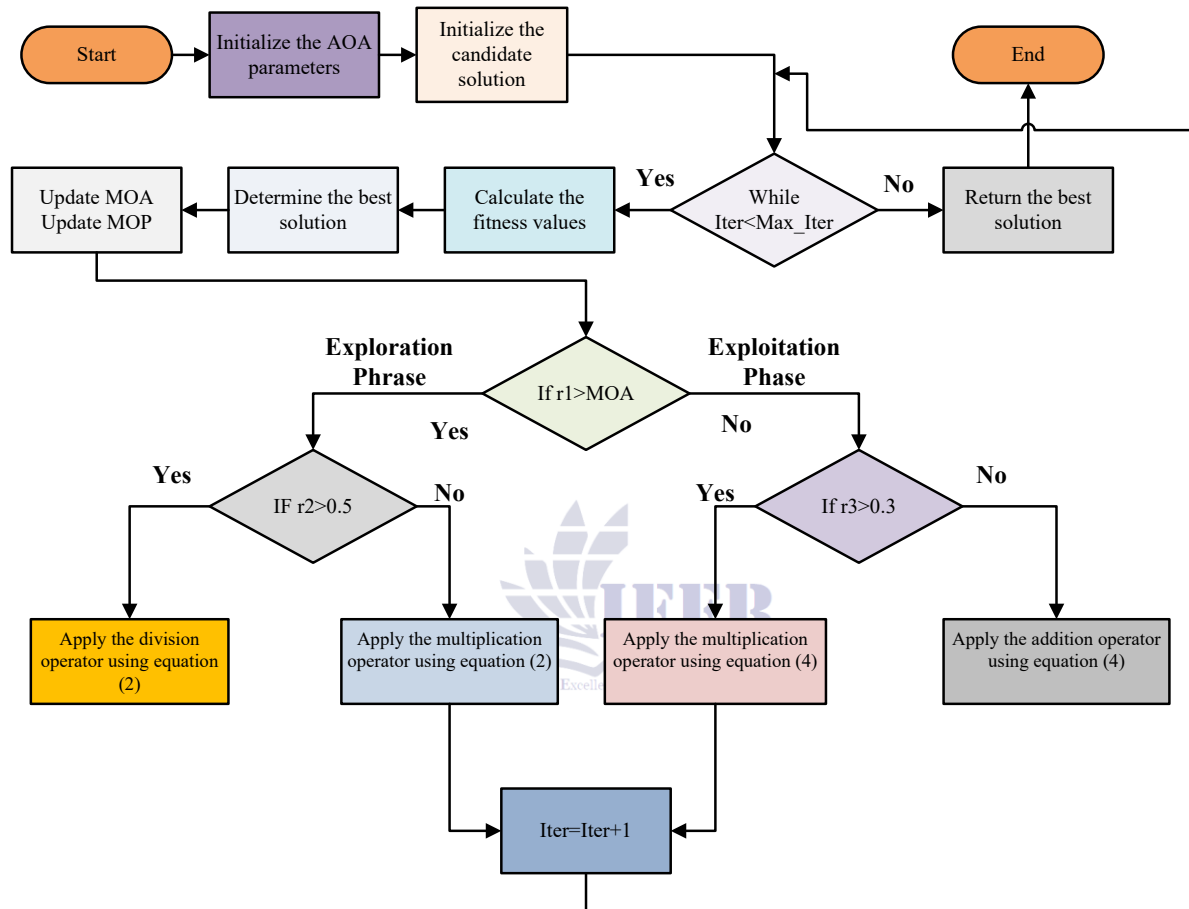 Start
Initialize the AOA
parameters
Initialize the
candidate
solution
End
Update MOA
Update MOP
Determine the best
solution
Calculate the
fitness values
Yes
While
Iter<Max_Iter
No
Return the best
solution
Exploration
Phrase
If r1>MOA
Exploitation
Phase
Yes
No
Yes
IF r2>0.5
No
Yes
If r3>0.3
No
Apply the division
operator using equation
(2)
Apply the multiplication
operator using equation (2)
Apply the multiplication
operator using equation (4)
Apply the addition operator
using equation (4)
Iter=Iter+1